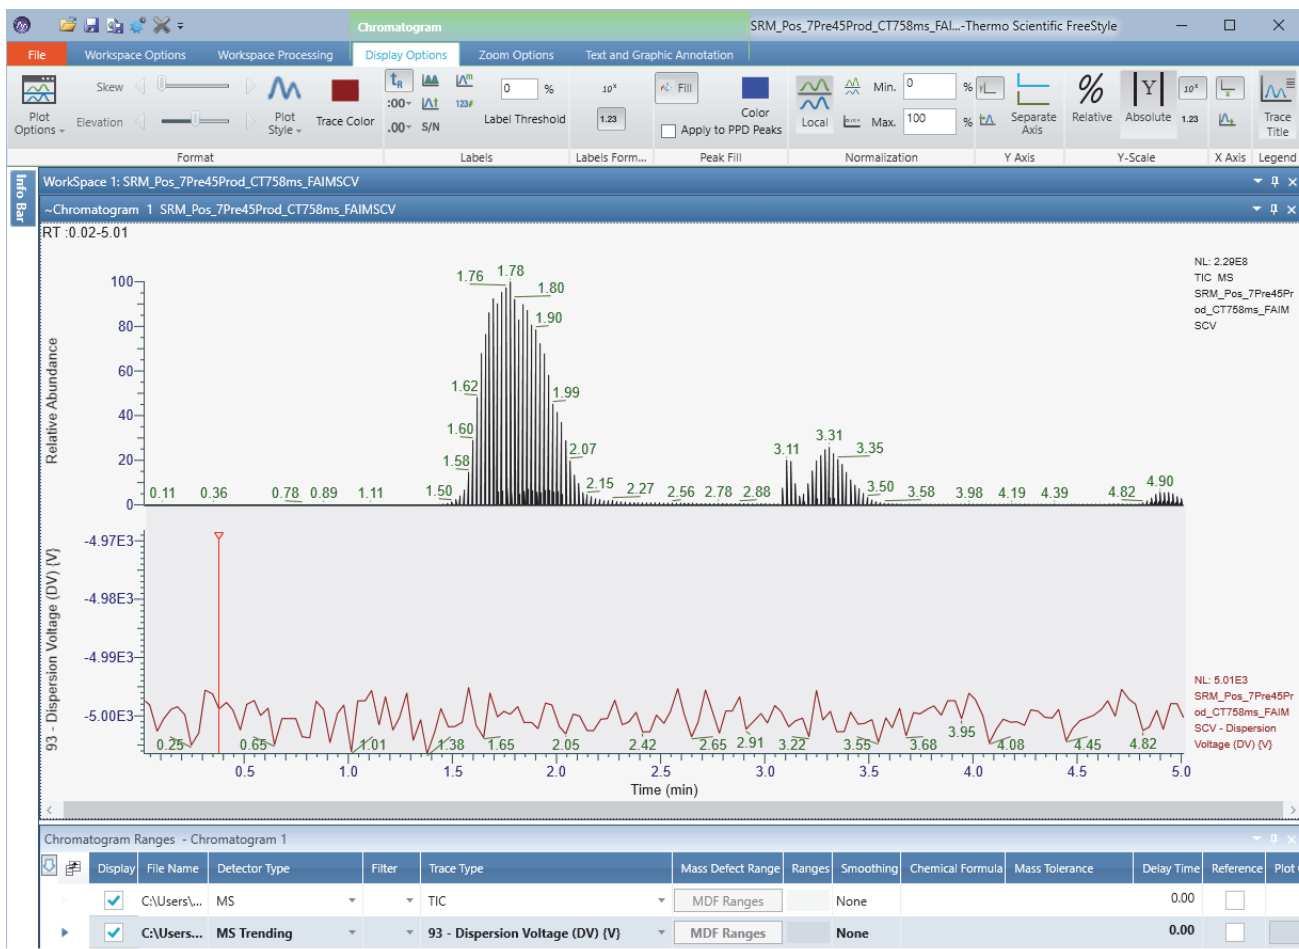 Chromatogram
SRM_Pos_7Pre45Prod_CT758ms_FAI...-Thermo Scientific FreeStyle
File Workspace Options Workspace Processing Display Options Zoom Options Text and Graphic Annotation
Plot Options
Skew
Elevation
Plot Style
Trace Color
Format
tR
:00
.00
m
123#
S/N
0 %
Label Threshold
Labels
10ˣ
1.23
Labels Form...
Fill
Color
Apply to PPD Peaks
Peak Fill
Local
Min. 0 %
Max. 100 %
Normalization
Separate Axis
Y Axis
% Relative
Y Absolute
10ˣ
1.23
Y-Scale
X Axis
Trace Title
Legend
Info Bar
WorkSpace 1: SRM_Pos_7Pre45Prod_CT758ms_FAIMSCV
~Chromatogram 1 SRM_Pos_7Pre45Prod_CT758ms_FAIMSCV
RT :0.02-5.01
NL: 2.29E8
TIC MS
SRM_Pos_7Pre45Pr
od_CT758ms_FAIM
SCV
Relative Abundance
100
80
60
40
20
0
1.76 1.78 1.80
1.90
1.62 1.99
1.60 2.07
1.58
3.11 3.31 3.35
0.11 0.36 0.78 0.89 1.11 1.50 2.15 2.27 2.56 2.78 2.88 3.50 3.58 3.98 4.19 4.39 4.82 4.90
93 - Dispersion Voltage (DV) {V}
-4.97E3
-4.98E3
-4.99E3
-5.00E3
NL: 5.01E3
SRM_Pos_7Pre45Pr
od_CT758ms_FAIM
SCV - Dispersion
Voltage (DV) {V}
0.25 0.65 1.01 1.38 1.65 2.05 2.42 2.65 2.91 3.22 3.55 3.68 3.95 4.08 4.45 4.82
0.5 1.0 1.5 2.0 2.5 3.0 3.5 4.0 4.5 5.0
Time (min)
Chromatogram Ranges - Chromatogram 1
Display File Name Detector Type Filter Trace Type Mass Defect Range Ranges Smoothing Chemical Formula Mass Tolerance Delay Time Reference Plot
C:\Users\... MS TIC MDF Ranges None 0.00
C:\Users... MS Trending 93 - Dispersion Voltage (DV) {V} MDF Ranges None 0.00